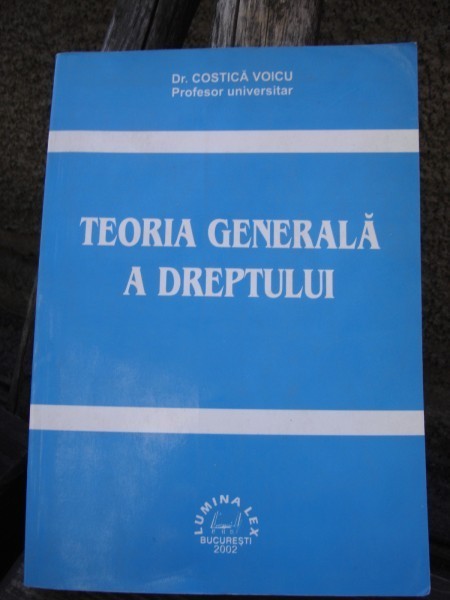 Dr. COSTICĂ VOICU
Profesor universitar
TEORIA GENERALĂ
A DREPTULUI
LUMINA LEX
BUCUREȘTI
2002